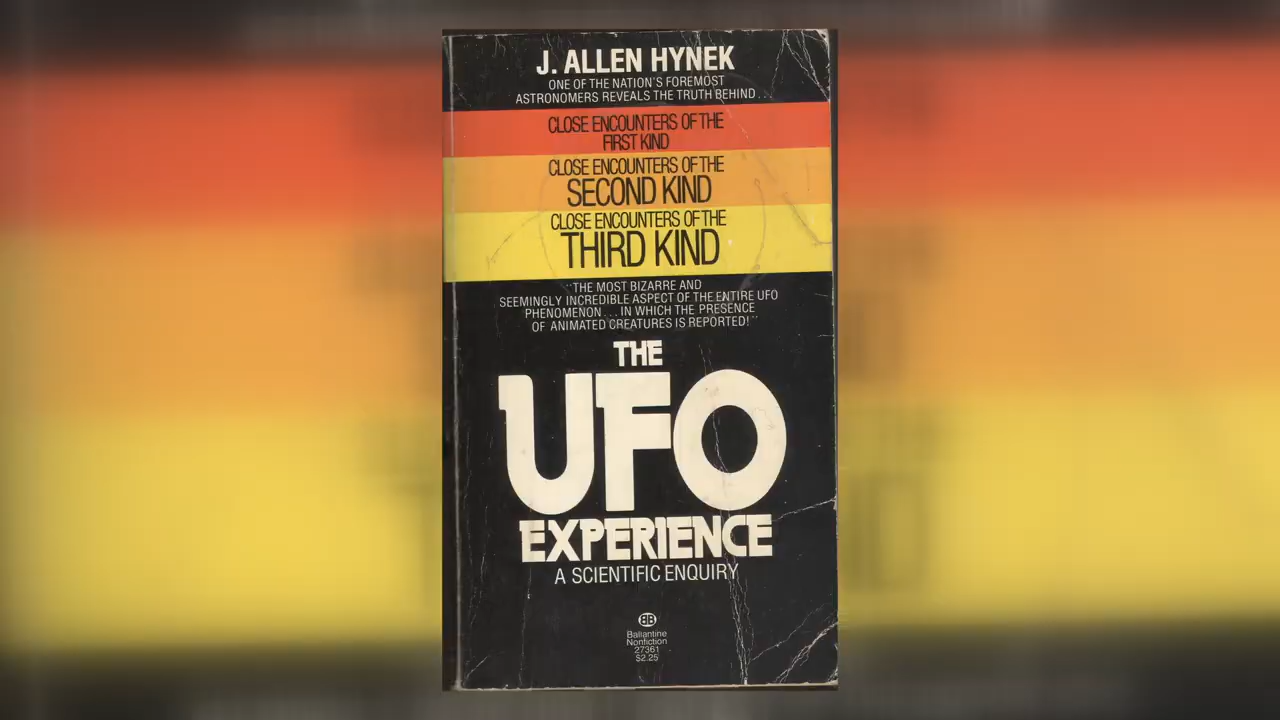 J. ALLEN HYNEK
ONE OF THE NATION'S FOREMOST
ASTRONOMERS REVEALS THE TRUTH BEHIND...
CLOSE ENCOUNTERS OF THE
FIRST KIND
CLOSE ENCOUNTERS OF THE
SECOND KIND
CLOSE ENCOUNTERS OF THE
THIRD KIND
"THE MOST BIZARRE AND
SEEMINGLY INCREDIBLE ASPECT OF THE ENTIRE UFO
PHENOMENON...IN WHICH THE PRESENCE
OF ANIMATED CREATURES IS REPORTED!"
THE
UFO
EXPERIENCE
A SCIENTIFIC ENQUIRY
BB
Ballantine
Nonfiction
27361
$2.25